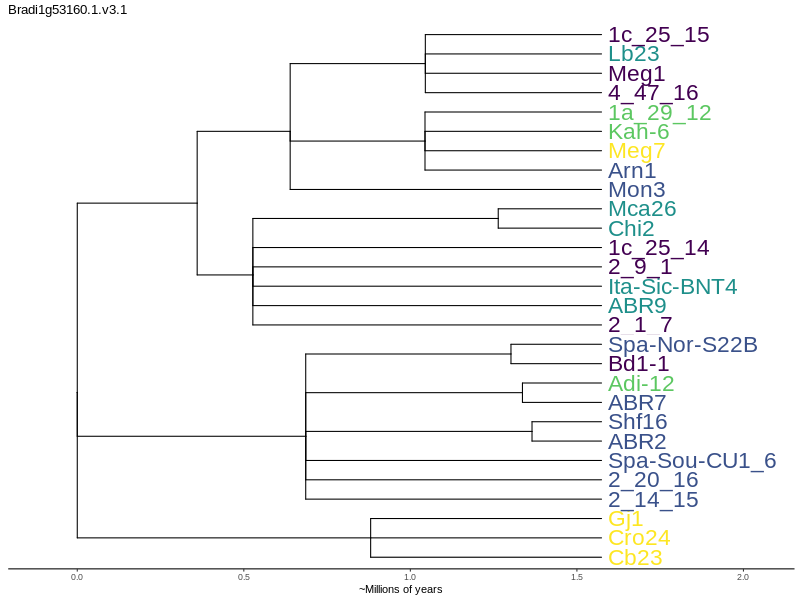 Bradi1g53160.1.v3.1
1c_25_15
Lb23
Meg1
4_47_16
1a_29_12
Kah-6
Meg7
Arn1
Mon3
Mca26
Chi2
1c_25_14
2_9_1
Ita-Sic-BNT4
ABR9
2_1_7
Spa-Nor-S22B
Bd1-1
Adi-12
ABR7
Shf16
ABR2
Spa-Sou-CU1_6
2_20_16
2_14_15
Gj1
Cro24
Cb23
0.0 0.5 1.0 1.5 2.0
~Millions of years